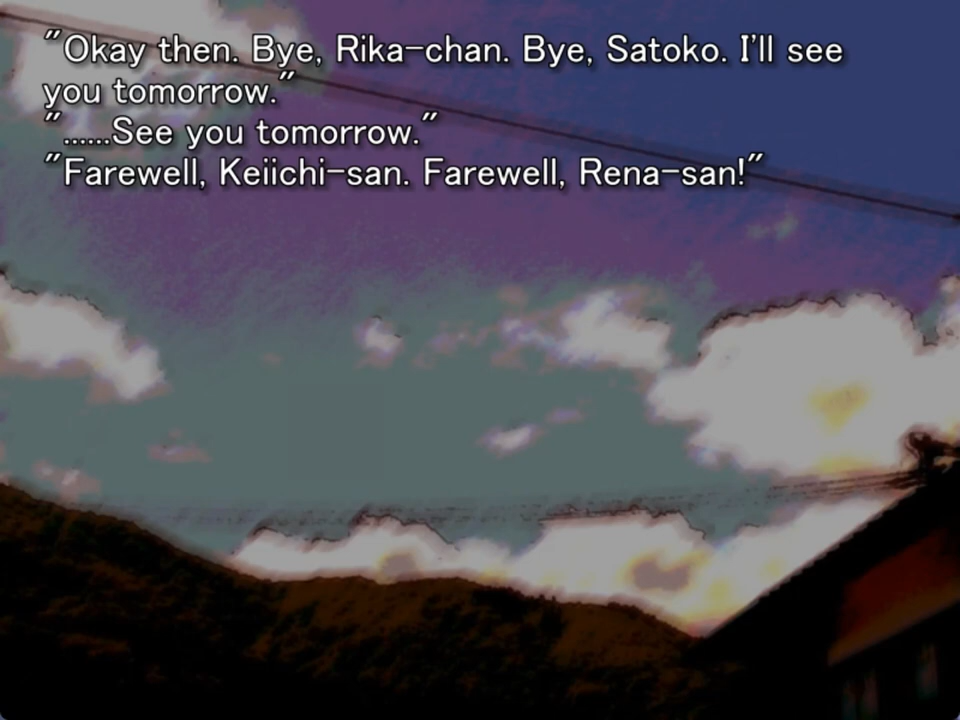 "Okay then. Bye, Rika-chan. Bye, Satoko. I'll see
you tomorrow."
"......See you tomorrow."
"Farewell, Keiichi-san. Farewell, Rena-san!"